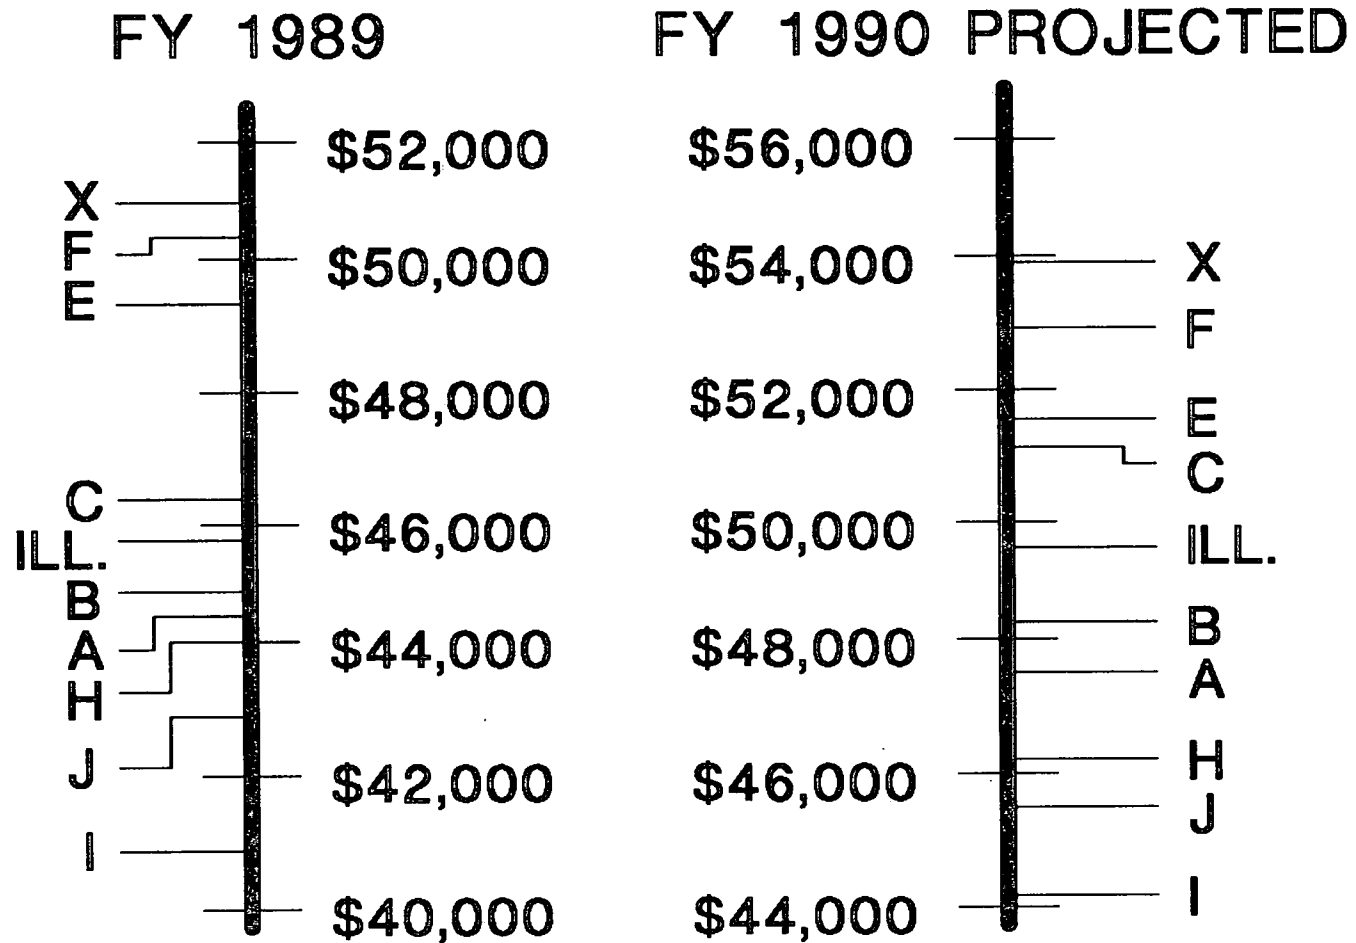 FY 1989
FY 1990 PROJECTED
$52,000
X
F
$50,000
E
$48,000
C
$46,000
ILL.
B
A
$44,000
H
J
$42,000
I
$40,000
$56,000
$54,000
X
F
$52,000
E
C
$50,000
ILL.
B
$48,000
A
H
$46,000
J
I
$44,000